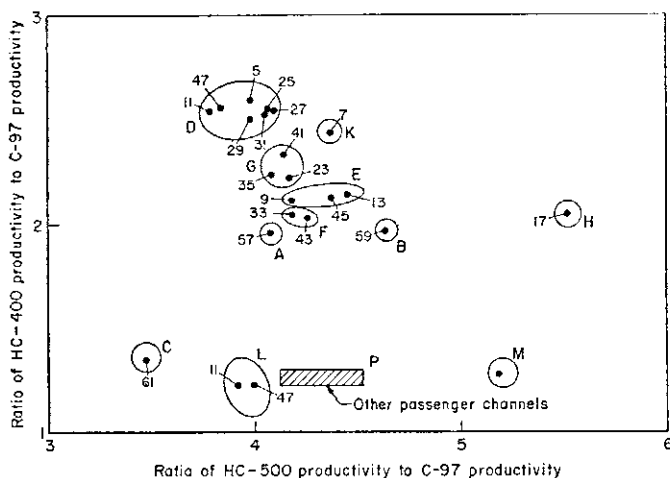 3
2
1
3
4
5
6
Ratio of HC-400 productivity to C-97 productivity
Ratio of HC-500 productivity to C-97 productivity
47
5
25
11
27
D
29
31
7
K
41
G
35
23
E
9
45
13
33
F
43
57
A
59
B
17
H
C
61
L
11
47
P
Other passenger channels
M